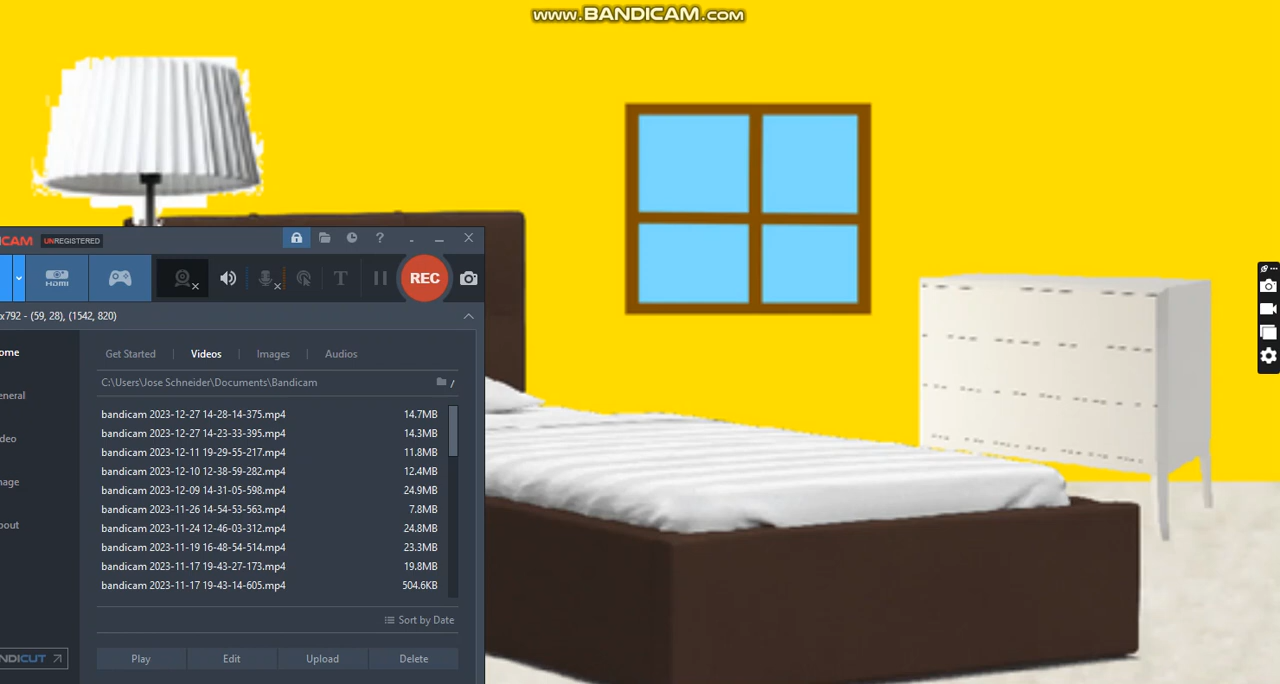 www.BANDICAM.com
ICAM UNREGISTERED
HDMI
REC
x792 - (59, 28), (1542, 820)
ome
eneral
deo
mage
bout
NDICUT
Get Started
Videos
Images
Audios
C:\Users\Jose Schneider\Documents\Bandicam
bandicam 2023-12-27 14-28-14-375.mp4 14.7MB
bandicam 2023-12-27 14-23-33-395.mp4 14.3MB
bandicam 2023-12-11 19-29-55-217.mp4 11.8MB
bandicam 2023-12-10 12-38-59-282.mp4 12.4MB
bandicam 2023-12-09 14-31-05-598.mp4 24.9MB
bandicam 2023-11-26 14-54-53-563.mp4 7.8MB
bandicam 2023-11-24 12-46-03-312.mp4 24.8MB
bandicam 2023-11-19 16-48-54-514.mp4 23.3MB
bandicam 2023-11-17 19-43-27-173.mp4 19.8MB
bandicam 2023-11-17 19-43-14-605.mp4 504.6KB
Sort by Date
Play
Edit
Upload
Delete